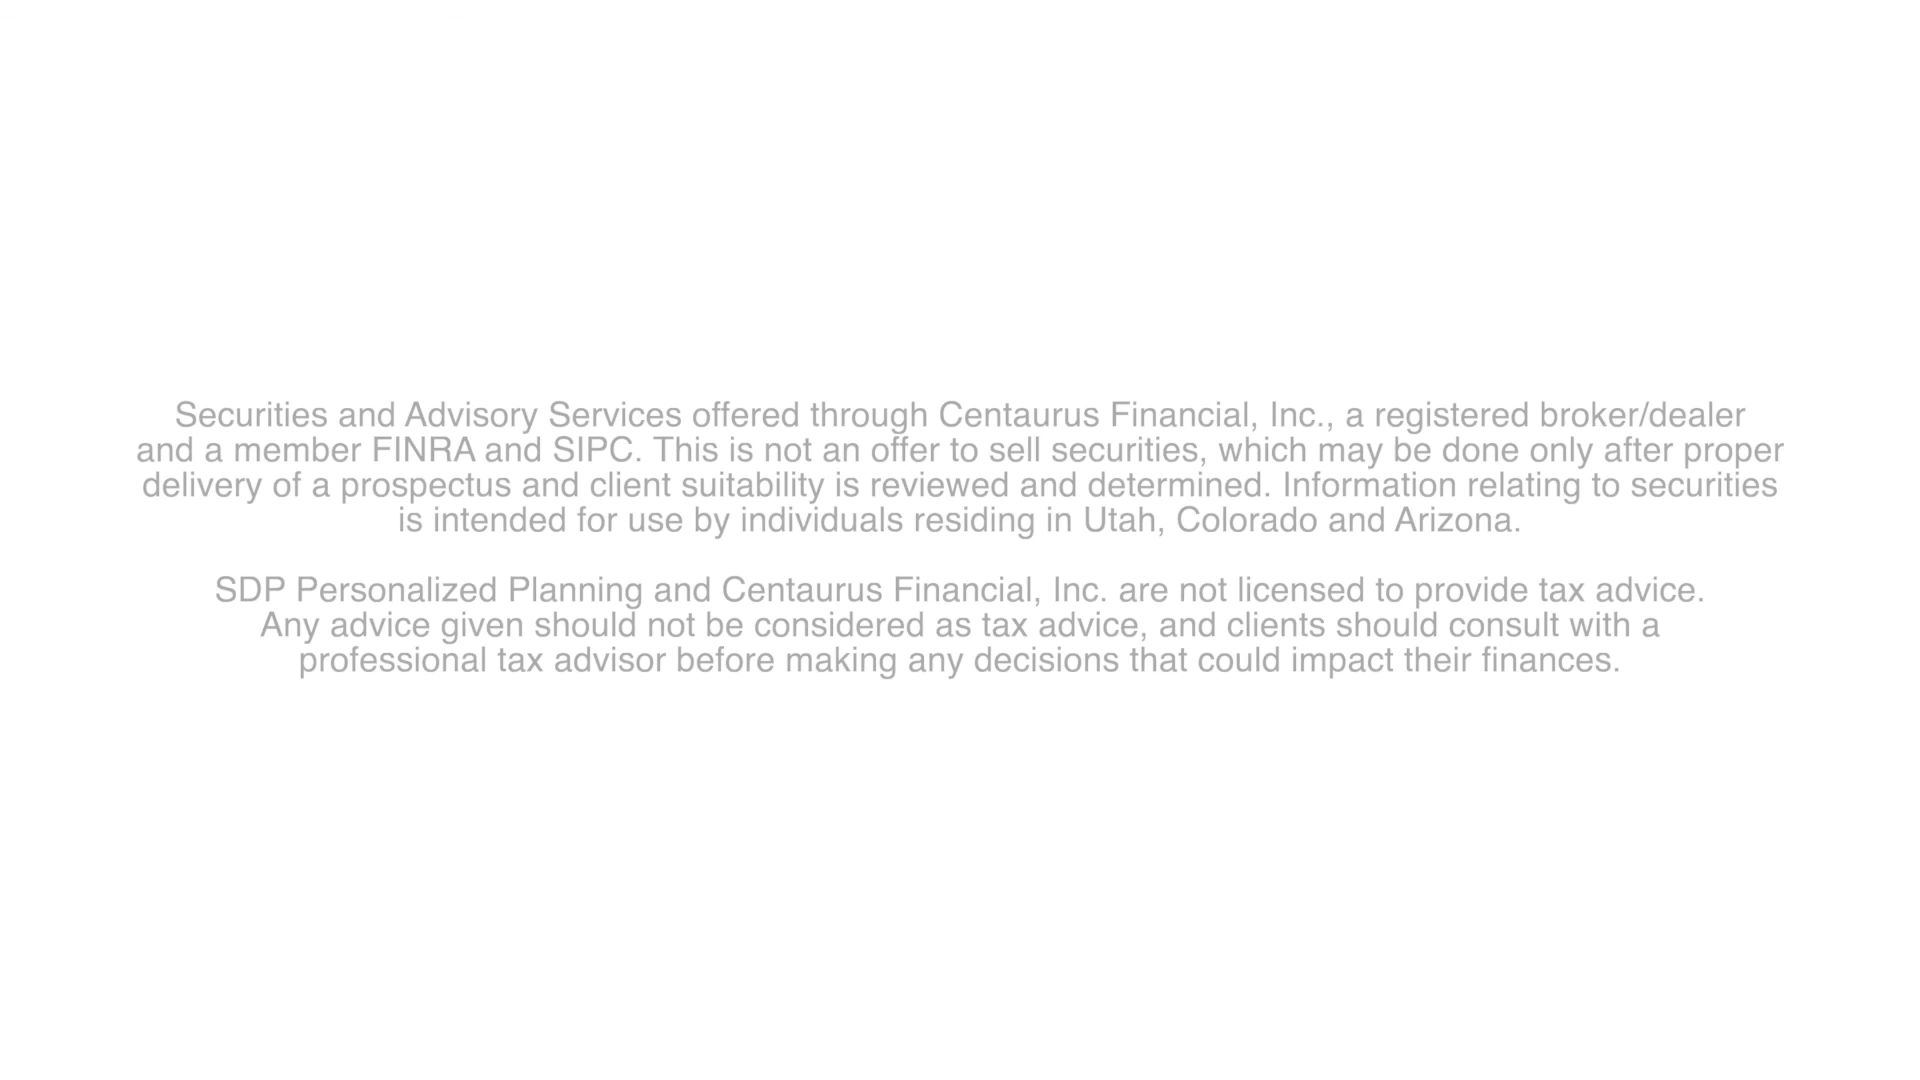 Securities and Advisory Services offered through Centaurus Financial, Inc., a registered broker/dealer
and a member FINRA and SIPC. This is not an offer to sell securities, which may be done only after proper
delivery of a prospectus and client suitability is reviewed and determined. Information relating to securities
is intended for use by individuals residing in Utah, Colorado and Arizona.
SDP Personalized Planning and Centaurus Financial, Inc. are not licensed to provide tax advice.
Any advice given should not be considered as tax advice, and clients should consult with a
professional tax advisor before making any decisions that could impact their finances.